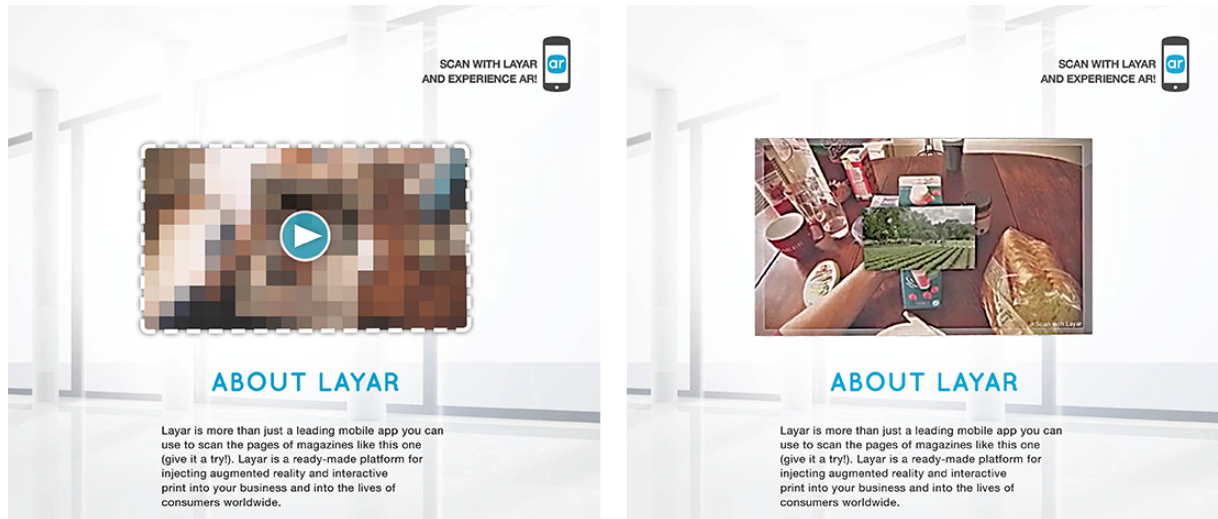 SCAN WITH LAYAR
AND EXPERIENCE AR!
ar
ABOUT LAYAR
Layar is more than just a leading mobile app you can
use to scan the pages of magazines like this one
(give it a try!). Layar is a ready-made platform for
injecting augmented reality and interactive
print into your business and into the lives of
consumers worldwide.
SCAN WITH LAYAR
AND EXPERIENCE AR!
ar
Scan with Layar
ABOUT LAYAR
Layar is more than just a leading mobile app you can
use to scan the pages of magazines like this one
(give it a try!). Layar is a ready-made platform for
injecting augmented reality and interactive
print into your business and into the lives of
consumers worldwide.